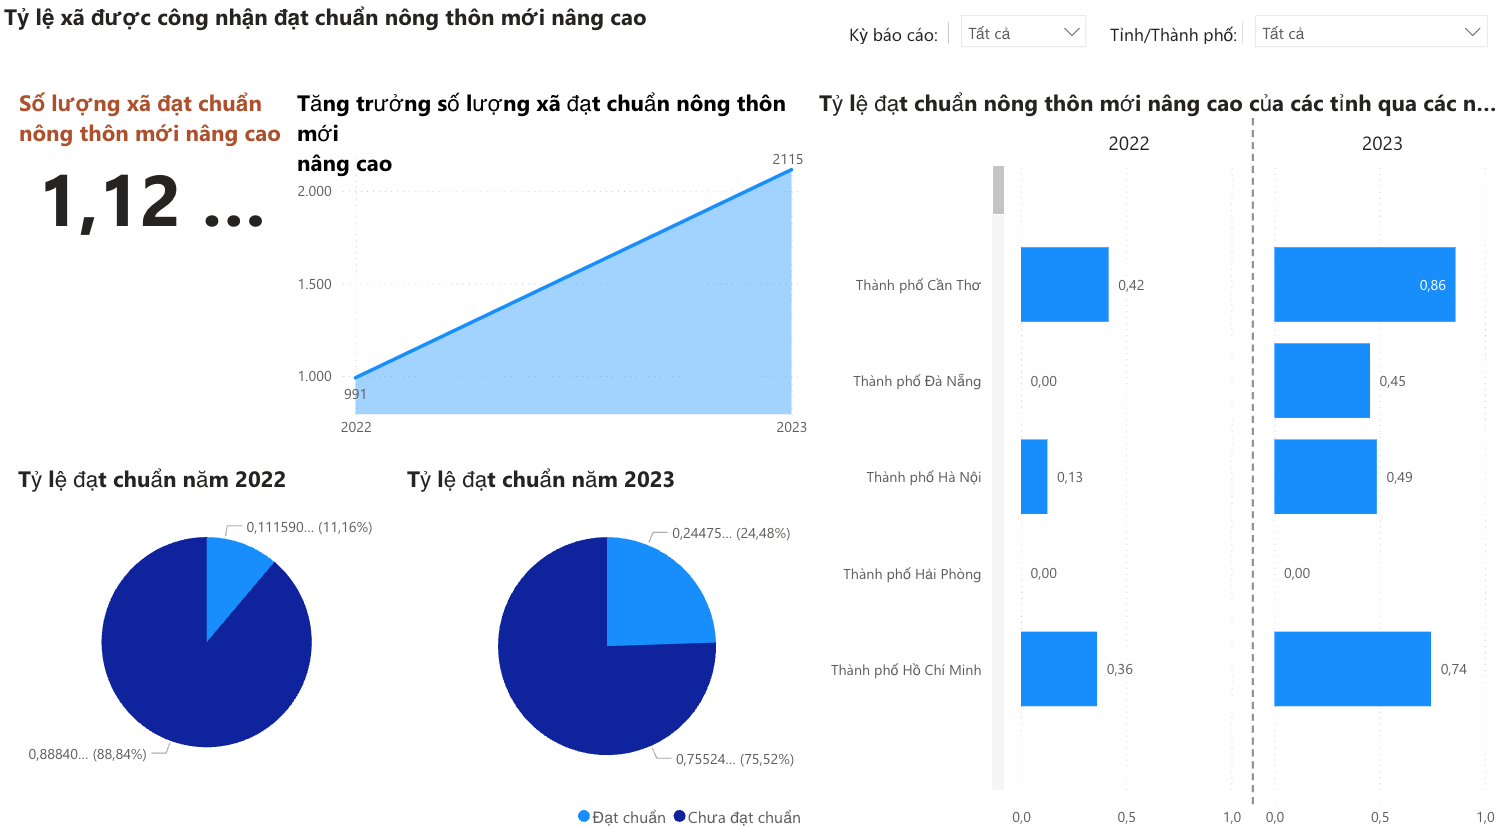 Tỷ lệ xã được công nhận đạt chuẩn nông thôn mới nâng cao
Kỳ báo cáo:
Tất cả
Tỉnh/Thành phố:
Tất cả
Số lượng xã đạt chuẩn
nông thôn mới nâng cao
1,12 ...
Tăng trưởng số lượng xã đạt chuẩn nông thôn
mới
nâng cao
2115
2.000
1.500
1.000
991
2022
2023
Tỷ lệ đạt chuẩn nông thôn mới nâng cao của các tỉnh qua các n...
2022
2023
Thành phố Cần Thơ
0,42
0,86
Thành phố Đà Nẵng
0,00
0,45
Thành phố Hà Nội
0,13
0,49
Thành phố Hải Phòng
0,00
0,00
Thành phố Hồ Chí Minh
0,36
0,74
0,0
0,5
1,0
0,0
0,5
1,0
Tỷ lệ đạt chuẩn năm 2022
0,111590... (11,16%)
0,88840... (88,84%)
Tỷ lệ đạt chuẩn năm 2023
0,24475... (24,48%)
0,75524... (75,52%)
Đạt chuẩn
Chưa đạt chuẩn